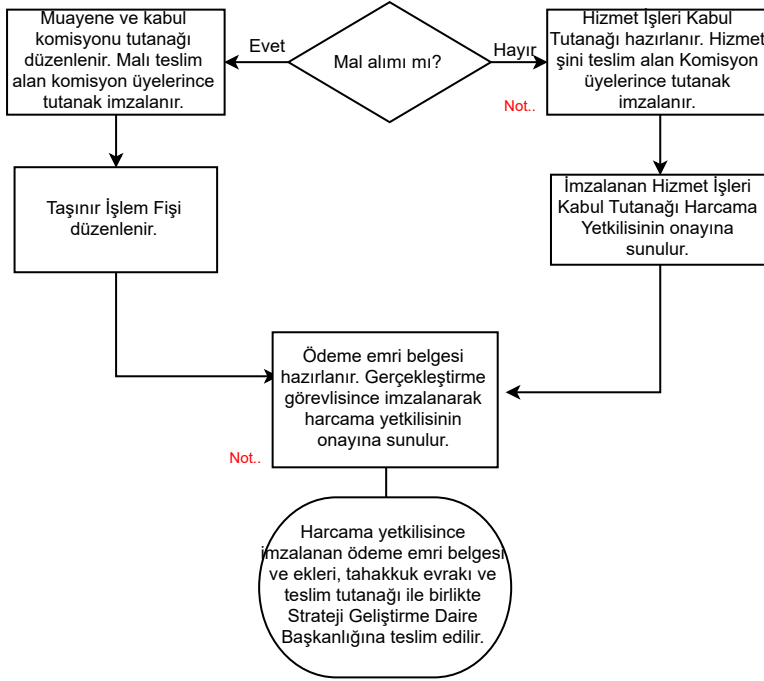 Muayene ve kabul
komisyonu tutanağı
düzenlenir. Malı teslim
alan komisyon üyelerince
tutanak imzalanır.
Evet
Mal alımı mı?
Hayır
Hizmet İşleri Kabul
Tutanağı hazırlanır. Hizmet
şini teslim alan Komisyon
üyelerince tutanak
imzalanır.
Not..
Taşınır İşlem Fişi
düzenlenir.
İmzalanan Hizmet İşleri
Kabul Tutanağı Harcama
Yetkilisinin onayına
sunulur.
Ödeme emri belgesi
hazırlanır. Gerçekleştirme
görevlisince imzalanarak
harcama yetkilisinin
onayına sunulur.
Not..
Harcama yetkilisince
imzalanan ödeme emri belgesi
ve ekleri, tahakkuk evrakı ve
teslim tutanağı ile birlikte
Strateji Geliştirme Daire
Başkanlığına teslim edilir.